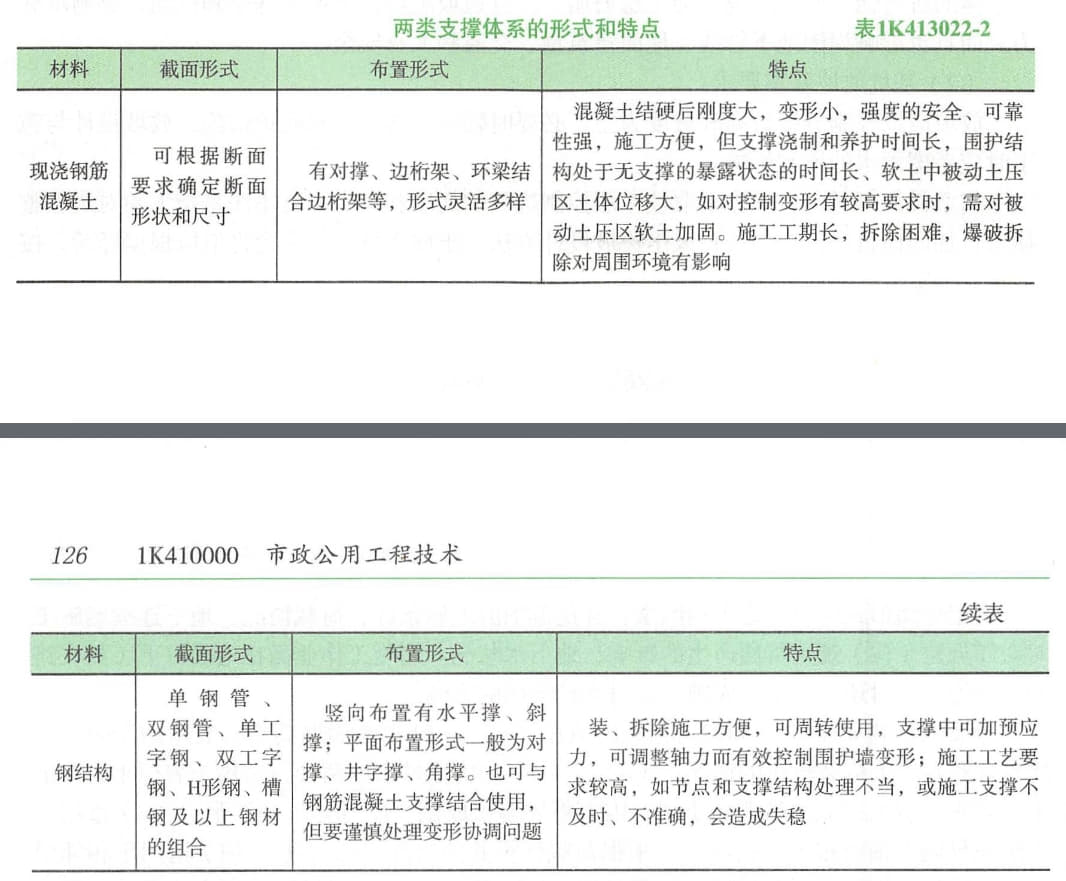 两类支撑体系的形式和特点 表1K413022-2
材料 截面形式 布置形式 特点
现浇钢筋
混凝土
可根据断面
要求确定断面
形状和尺寸
有对撑、边桁架、环梁结
合边桁架等，形式灵活多样
混凝土结硬后刚度大，变形小，强度的安全、可靠
性强，施工方便，但支撑浇制和养护时间长，围护结
构处于无支撑的暴露状态的时间长、软土中被动土压
区土体位移大，如对控制变形有较高要求时，需对被
动土压区软土加固。施工工期长，拆除困难，爆破拆
除对周围环境有影响
126 1K410000 市政公用工程技术
续表
材料 截面形式 布置形式 特点
钢结构
单钢管、
双钢管、单工
字钢、双工字
钢、H形钢、槽
钢及以上钢材
的组合
竖向布置有水平撑、斜
撑；平面布置形式一般为对
撑、井字撑、角撑。也可与
钢筋混凝土支撑结合使用，
但要谨慎处理变形协调问题
装、拆除施工方便，可周转使用，支撑中可加预应
力，可调整轴力而有效控制围护墙变形；施工工艺要
求较高，如节点和支撑结构处理不当，或施工支撑不
及时、不准确，会造成失稳